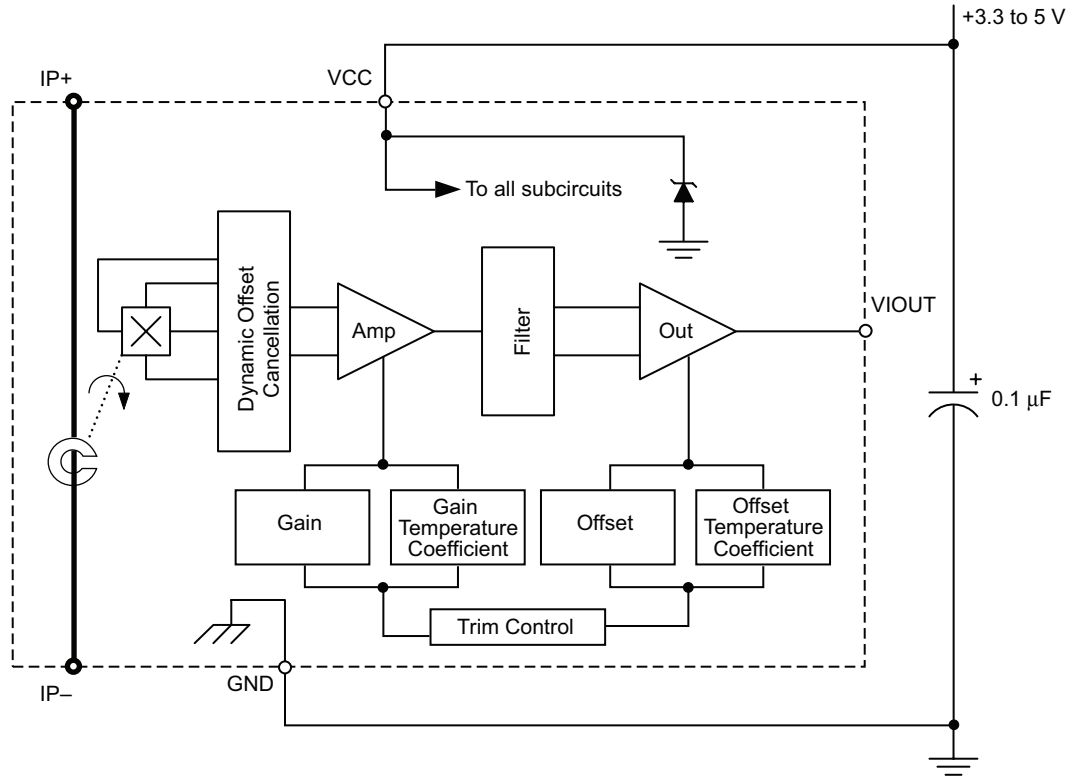 +3.3 to 5 V
IP+
VCC
To all subcircuits
Dynamic Offset
Cancellation
Amp
Filter
Out
VIOUT
+
0.1 μF
Gain
Gain
Temperature
Coefficient
Offset
Offset
Temperature
Coefficient
Trim Control
GND
IP–